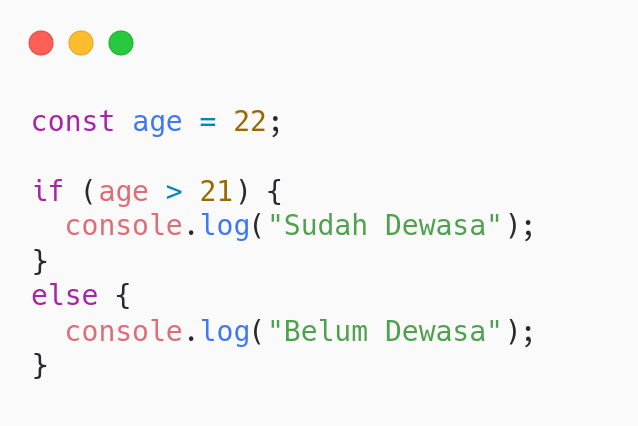 const age = 22;
if (age > 21) {
  console.log("Sudah Dewasa");
}
else {
  console.log("Belum Dewasa");
}